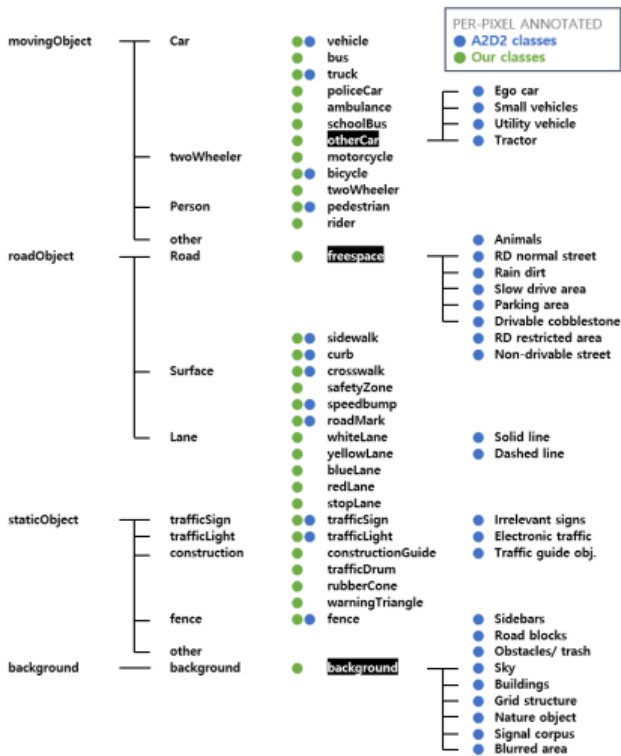 PER-PIXEL ANNOTATED
A2D2 classes
Our classes
movingObject Car vehicle
bus
truck
policeCar
ambulance Ego car
schoolBus Small vehicles
otherCar Utility vehicle
twoWheeler motorcycle Tractor
bicycle
twoWheeler
Person pedestrian
rider
other Animals
roadObject Road freespace RD normal street
Rain dirt
Slow drive area
Parking area
Drivable cobblestone
sidewalk RD restricted area
curb Non-drivable street
Surface crosswalk
safetyZone
speedbump
roadMark
Lane whiteLane Solid line
yellowLane Dashed line
blueLane
redLane
stopLane
staticObject trafficSign trafficSign Irrelevant signs
trafficLight trafficLight Electronic traffic
construction constructionGuide Traffic guide obj.
trafficDrum
rubberCone
warningTriangle
fence fence Sidebars
Road blocks
other Obstacles/ trash
background background background Sky
Buildings
Grid structure
Nature object
Signal corpus
Blurred area